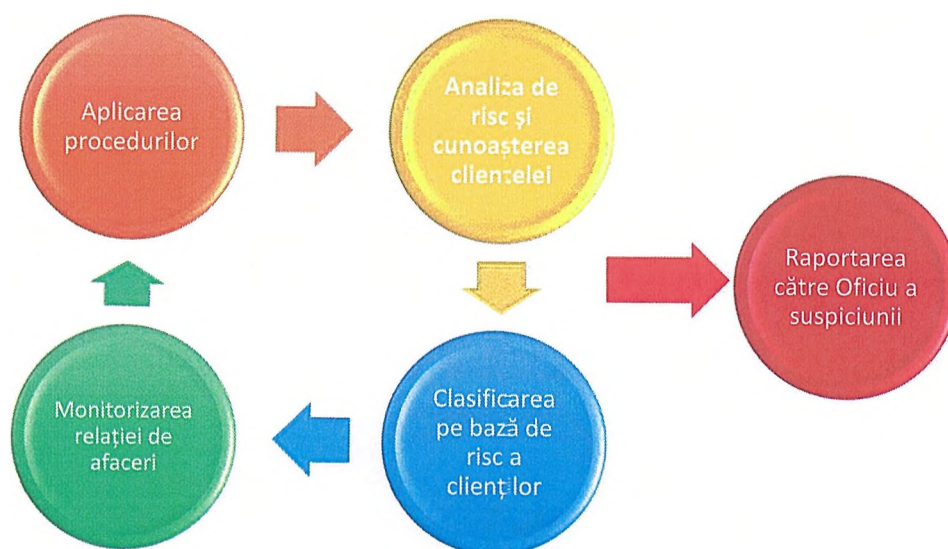 Aplicarea
procedurilor
Analiza de
risc și
cunoașterea
clientelei
Raportarea
către Oficiu a
suspiciunii
Clasificarea
pe bază de
risc a
clienților
Monitorizarea
relației de
afaceri